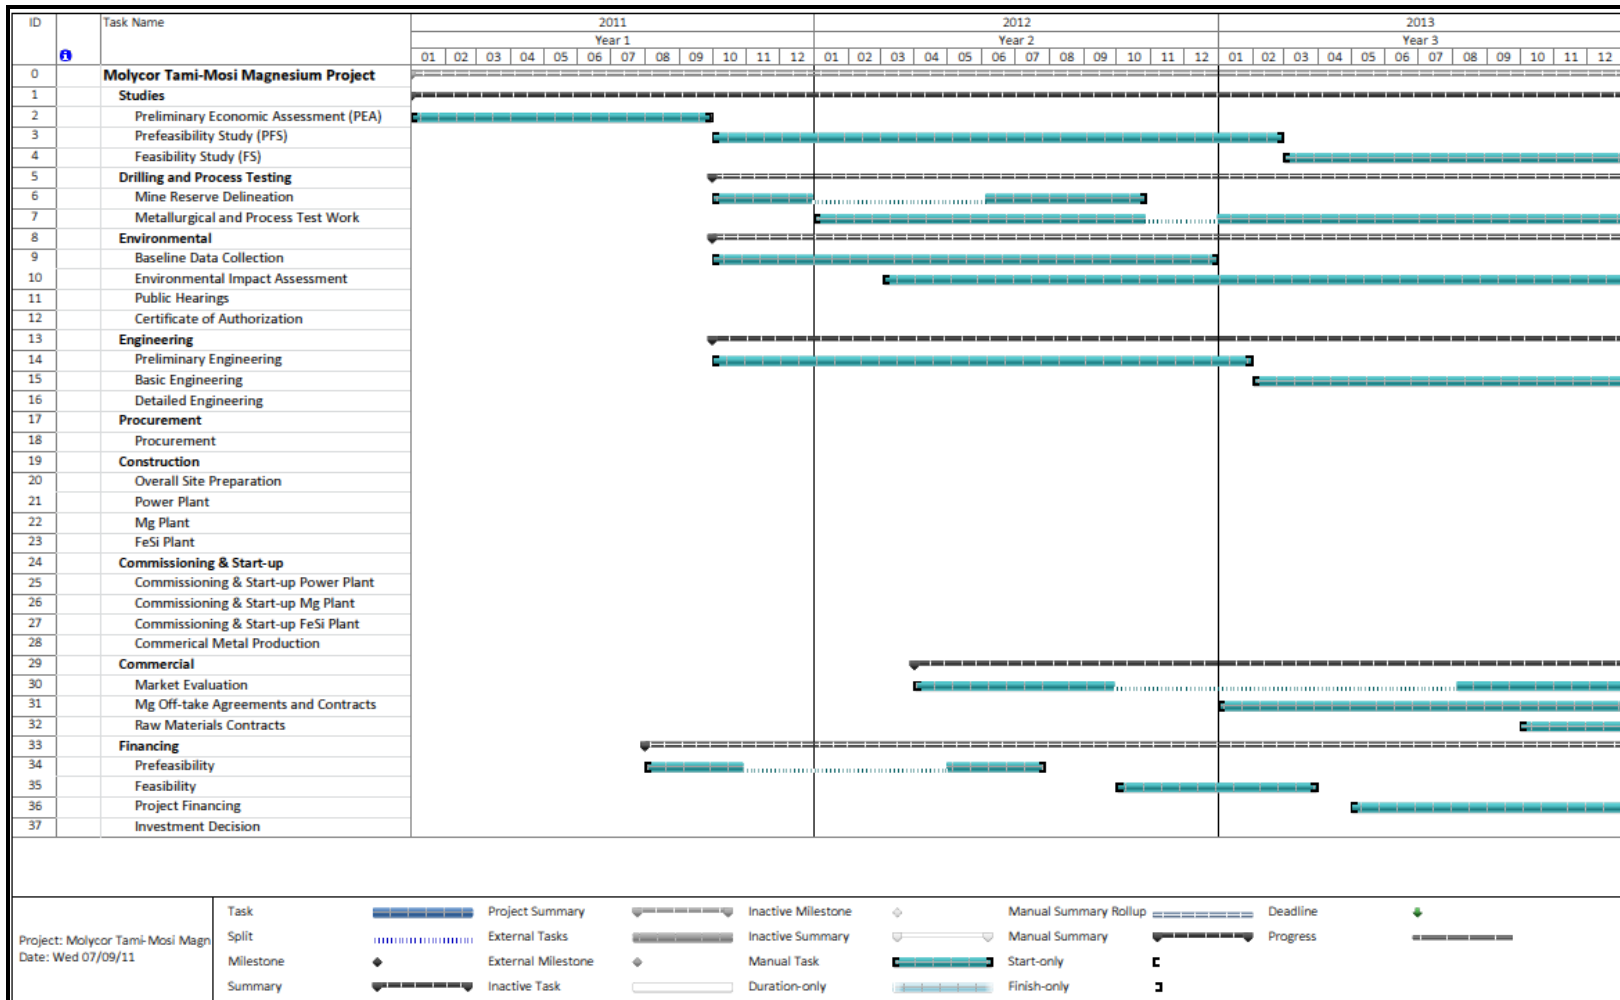 ID Task Name 2011 2012 2013
Year 1 Year 2 Year 3
01 02 03 04 05 06 07 08 09 10 11 12 01 02 03 04 05 06 07 08 09 10 11 12 01 02 03 04 05 06 07 08 09 10 11 12
0 Molycor Tami-Mosi Magnesium Project
1 Studies
2 Preliminary Economic Assessment (PEA)
3 Prefeasibility Study (PFS)
4 Feasibility Study (FS)
5 Drilling and Process Testing
6 Mine Reserve Delineation
7 Metallurgical and Process Test Work
8 Environmental
9 Baseline Data Collection
10 Environmental Impact Assessment
11 Public Hearings
12 Certificate of Authorization
13 Engineering
14 Preliminary Engineering
15 Basic Engineering
16 Detailed Engineering
17 Procurement
18 Procurement
19 Construction
20 Overall Site Preparation
21 Power Plant
22 Mg Plant
23 FeSi Plant
24 Commissioning & Start-up
25 Commissioning & Start-up Power Plant
26 Commissioning & Start-up Mg Plant
27 Commissioning & Start-up FeSi Plant
28 Commerical Metal Production
29 Commercial
30 Market Evaluation
31 Mg Off-take Agreements and Contracts
32 Raw Materials Contracts
33 Financing
34 Prefeasibility
35 Feasibility
36 Project Financing
37 Investment Decision
Project: Molycor Tami-Mosi Magn
Date: Wed 07/09/11
Task Project Summary Inactive Milestone Manual Summary Rollup Deadline
Split External Tasks Inactive Summary Manual Summary Progress
Milestone External Milestone Manual Task Start-only
Summary Inactive Task Duration-only Finish-only